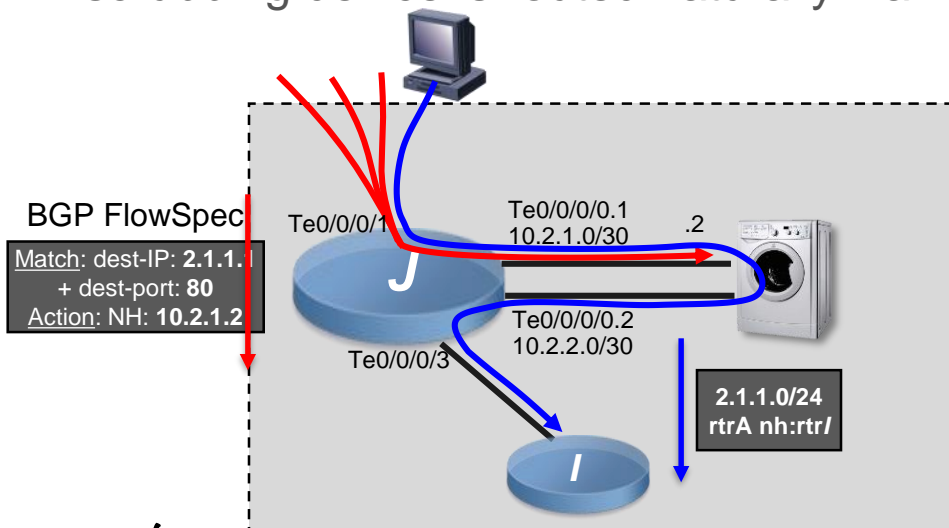 BGP FlowSpec
Match: dest-IP: 2.1.1.1
+ dest-port: 80
Action: NH: 10.2.1.2
Te0/0/0/1
Te0/0/0/0.1
10.2.1.0/30
.2
J
Te0/0/0/0.2
10.2.2.0/30
Te0/0/0/3
2.1.1.0/24
rtrA nh:rtrI
I